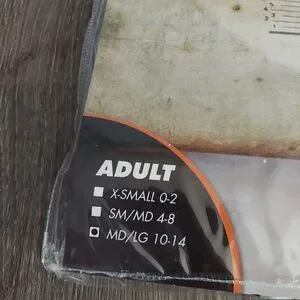 ADULT
X-SMALL 0-2
SM/MD 4-8
MD/LG 10-14